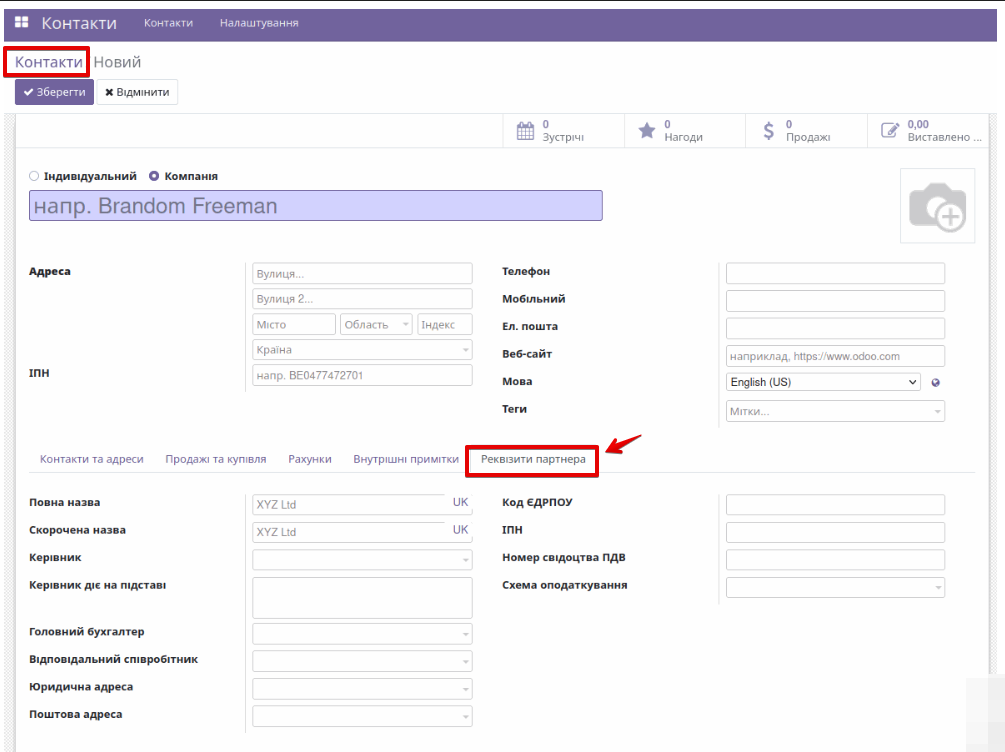 Контакти Контакти Налаштування
Контакти Новий
Зберегти Відмінити
0 Зустрічі 0 Нагоди 0 Продажі 0,00 Виставлено ...
Індивідуальний Компанія
напр. Brandom Freeman
Адреса Вулиця... Телефон
Вулиця 2... Мобільний
Місто Область Індекс Ел. пошта
Країна Веб-сайт наприклад, https://www.odoo.com
ІПН напр. BE0477472701 Мова English (US)
Теги Мітки...
Контакти та адреси Продажі та купівля Рахунки Внутрішні примітки Реквізити партнера
Повна назва XYZ Ltd UK Код ЄДРПОУ
Скорочена назва XYZ Ltd UK ІПН
Керівник Номер свідоцтва ПДВ
Керівник діє на підставі Схема оподаткування
Головний бухгалтер
Відповідальний співробітник
Юридична адреса
Поштова адреса